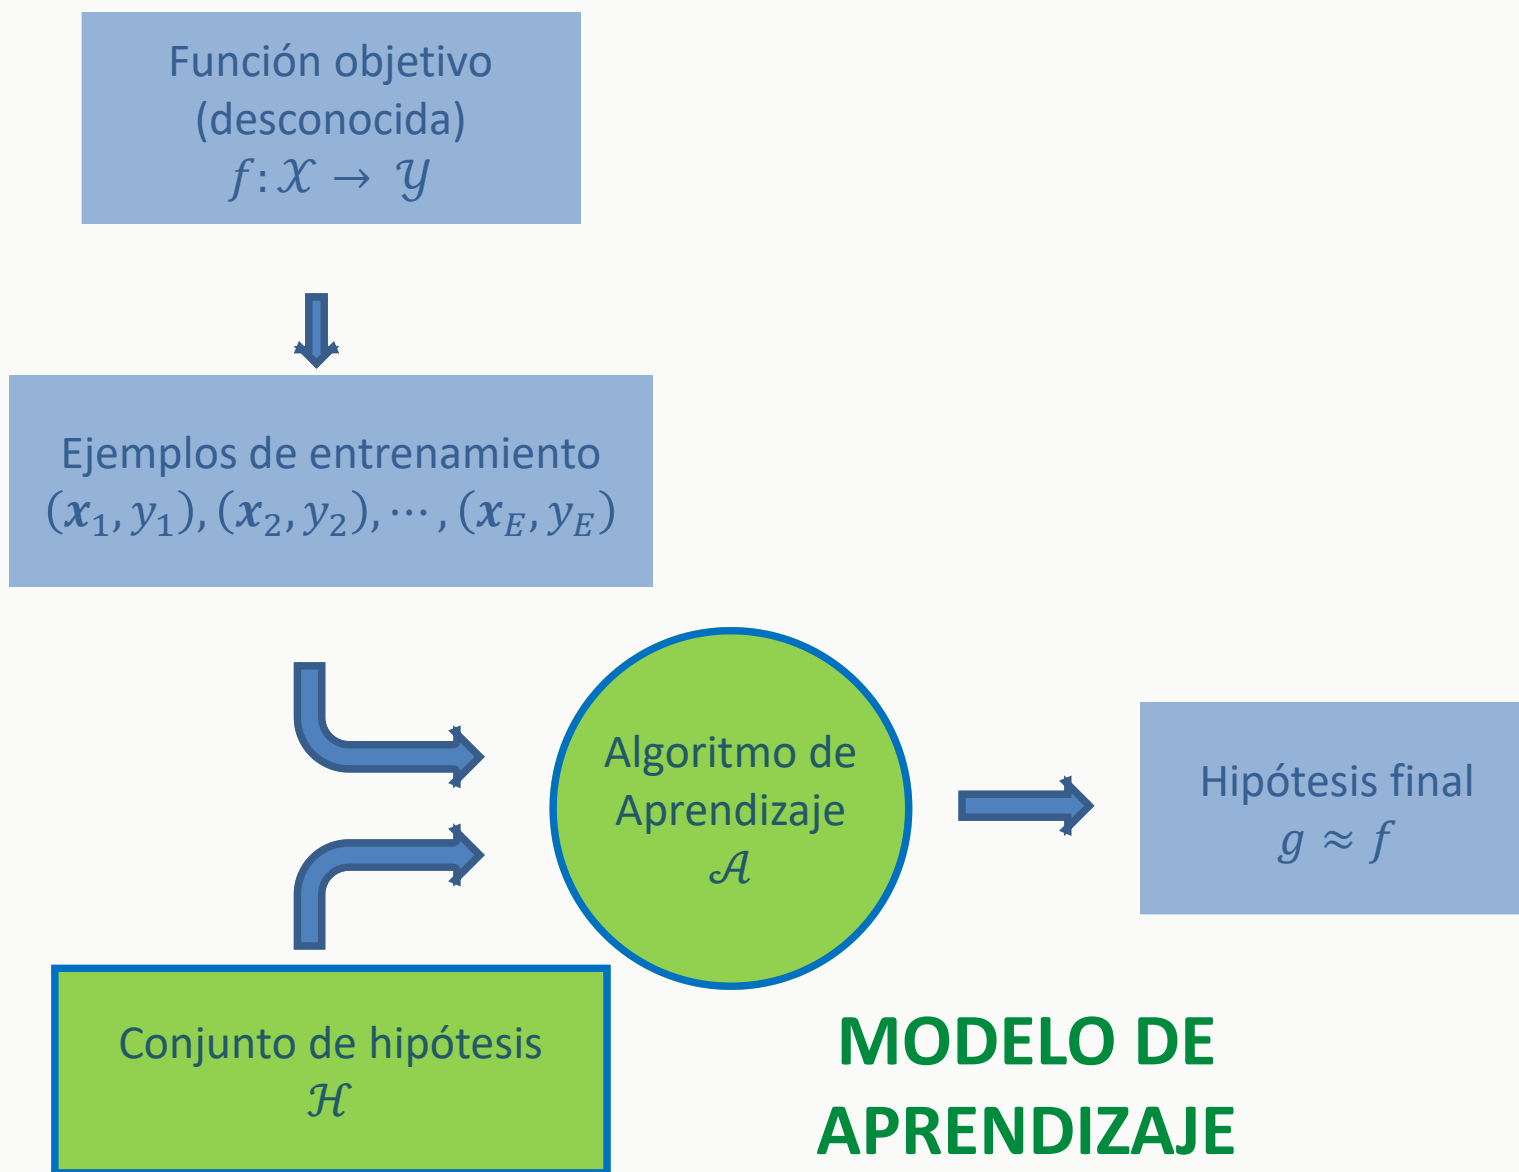 Función objetivo
(desconocida)
𝑓: 𝒳 → 𝒴
Ejemplos de entrenamiento
(𝒙₁, 𝑦₁), (𝒙₂, 𝑦₂), ⋯ , (𝒙_E, 𝑦_E)
Algoritmo de
Aprendizaje
𝒜
Hipótesis final
𝑔 ≈ 𝑓
Conjunto de hipótesis
ℋ
MODELO DE
APRENDIZAJE